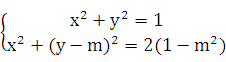 x² + y² = 1
x² + (y − m)² = 2(1 − m²)